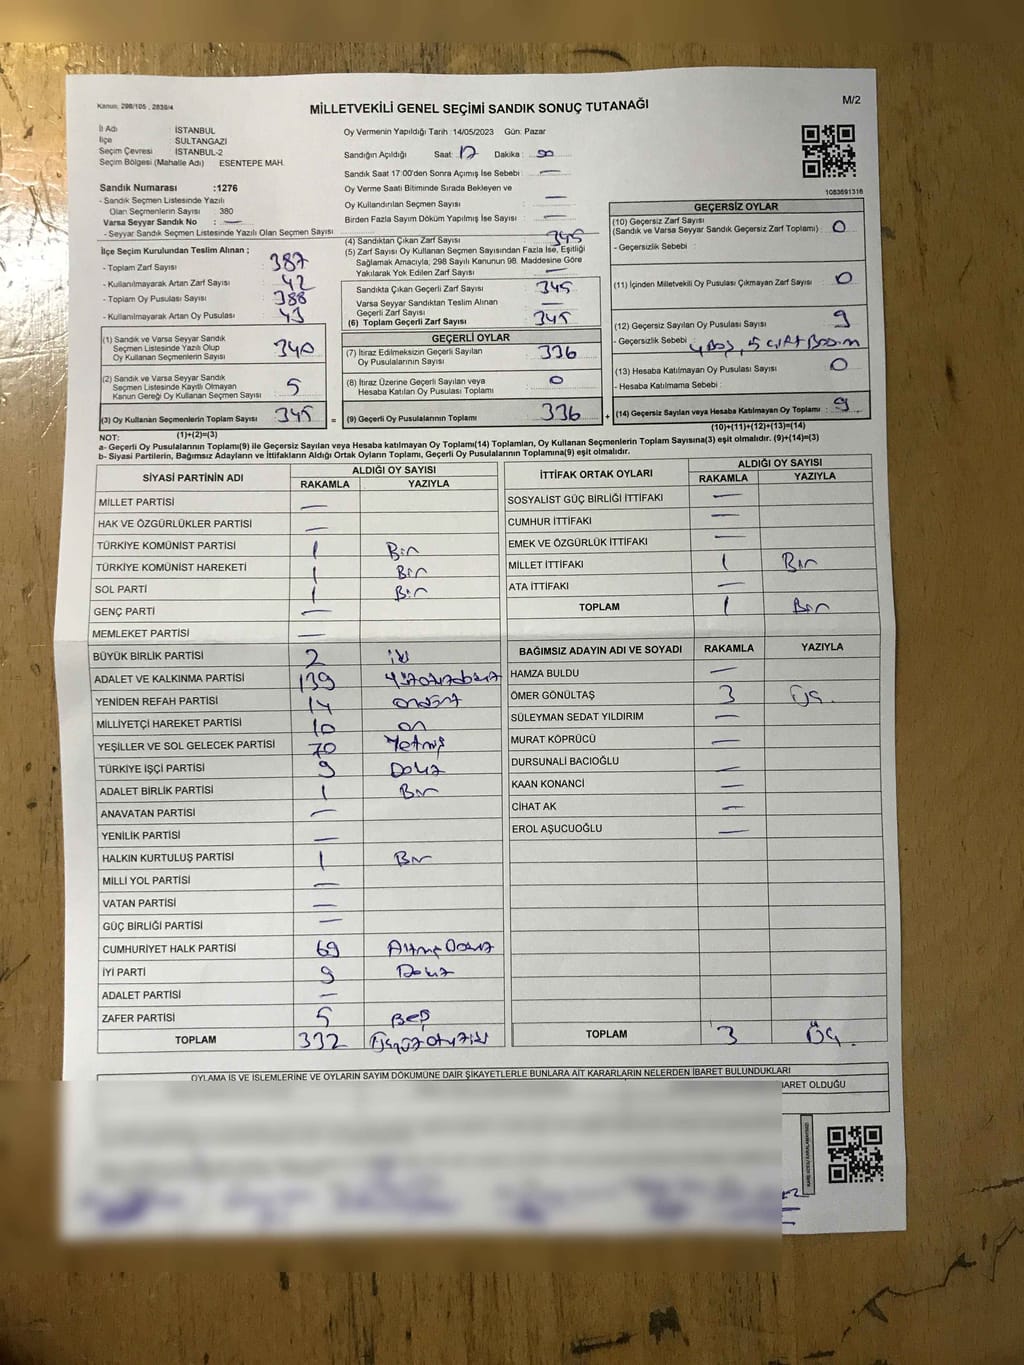 Kanun: 298/105 , 2839/4
MİLLETVEKİLİ GENEL SEÇİMİ SANDIK SONUÇ TUTANAĞI
M/2
İl Adı : İSTANBUL
İlçe : SULTANGAZİ
Seçim Çevresi : İSTANBUL-2
Seçim Bölgesi (Mahalle Adı) ESENTEPE MAH.
Sandık Numarası :1276
- Sandık Seçmen Listesinde Yazılı
Olan Seçmenlerin Sayısı 380
Varsa Seyyar Sandık No : —
- Seyyar Sandık Seçmen Listesinde Yazılı Olan Seçmen Sayısı
Oy Vermenin Yapıldığı Tarih :14/05/2023 Gün: Pazar
Sandığın Açıldığı Saat: 17 Dakika :
Sandık Saat 17:00'den Sonra Açımış İse Sebebi : —
Oy Verme Saati Bitiminde Sırada Bekleyen ve
Oy Kullandırılan Seçmen Sayısı : —
Birden Fazla Sayım Döküm Yapılmış İse Sayısı : —
1083691316
İlçe Seçim Kurulundan Teslim Alınan ;
- Toplam Zarf Sayısı : 387
- Kullanılmayarak Artan Zarf Sayısı : 42
- Toplam Oy Pusulası Sayısı : 388
- Kullanılmayarak Artan Oy Pusulası : 43
(1) Sandık ve Varsa Seyyar Sandık
Seçmen Listesinde Yazılı Olup
Oy Kullanan Seçmenlerin Sayısı : 340
(2) Sandık ve Varsa Seyyar Sandık
Seçmen Listesinde Kayıtlı Olmayan
Kanun Gereği Oy Kullanan Seçmen Sayısı : 5
(3) Oy Kullanan Seçmenlerin Toplam Sayısı : 345
(1)+(2)=(3)
(4) Sandıktan Çıkan Zarf Sayısı : 345
(5) Zarf Sayısı Oy Kullanan Seçmen Sayısından Fazla İse, Eşitliği
Sağlamak Amacıyla, 298 Sayılı Kanunun 98. Maddesine Göre
Yakılarak Yok Edilen Zarf Sayısı : —
Sandıkta Çıkan Geçerli Zarf Sayısı : 345
Varsa Seyyar Sandıktan Teslim Alınan
Geçerli Zarf Sayısı : —
(6) Toplam Geçerli Zarf Sayısı : 345
GEÇERLİ OYLAR
(7) İtiraz Edilmeksizin Geçerli Sayılan
Oy Pusulalarının Sayısı : 336
(8) İtiraz Üzerine Geçerli Sayılan veya
Hesaba Katılan Oy Pusulası Toplamı : 0
= (9) Geçerli Oy Pusulalarının Toplamı : 336 +
GEÇERSİZ OYLAR
(10) Geçersiz Zarf Sayısı
(Sandık ve Varsa Seyyar Sandık Geçersiz Zarf Toplamı) : 0
- Geçersizlik Sebebi :
(11) İçinden Milletvekili Oy Pusulası Çıkmayan Zarf Sayısı : 0
(12) Geçersiz Sayılan Oy Pusulası Sayısı : 9
- Geçersizlik Sebebi : 4 Boş, 5
(13) Hesaba Katılmayan Oy Pusulası Sayısı : 0
- Hesaba Katılmama Sebebi :
(14) Geçersiz Sayılan veya Hesaba Katılmayan Oy Toplamı : 9
(10)+(11)+(12)+(13)=(14)
NOT:
a- Geçerli Oy Pusulalarının Toplamı(9) ile Geçersiz Sayılan veya Hesaba katılmayan Oy Toplamı(14) Toplamları, Oy Kullanan Seçmenlerin Toplam Sayısına(3) eşit olmalıdır. (9)+(14)=(3)
b- Siyasi Partilerin, Bağımsız Adayların ve İttifakların Aldığı Ortak Oyların Toplamı, Geçerli Oy Pusulalarının Toplamına(9) eşit olmalıdır.
SİYASİ PARTİNİN ADI ALDIĞI OY SAYISI
RAKAMLA YAZIYLA
MİLLET PARTİSİ —
HAK VE ÖZGÜRLÜKLER PARTİSİ —
TÜRKİYE KOMÜNİST PARTİSİ 1 Bir
TÜRKİYE KOMÜNİST HAREKETİ 1 Bir
SOL PARTİ 1 Bir
GENÇ PARTİ —
MEMLEKET PARTİSİ —
BÜYÜK BİRLİK PARTİSİ 2 iki
ADALET VE KALKINMA PARTİSİ 139 Yüzotuzdokuz
YENİDEN REFAH PARTİSİ 14 ondört
MİLLİYETÇİ HAREKET PARTİSİ 10 on
YEŞİLLER VE SOL GELECEK PARTİSİ 70 Yetmiş
TÜRKİYE İŞÇİ PARTİSİ 9 Dokuz
ADALET BİRLİK PARTİSİ 1 Bir
ANAVATAN PARTİSİ —
YENİLİK PARTİSİ —
HALKIN KURTULUŞ PARTİSİ 1 Bir
MİLLİ YOL PARTİSİ —
VATAN PARTİSİ —
GÜÇ BİRLİĞİ PARTİSİ —
CUMHURİYET HALK PARTİSİ 69 Altmışdokuz
İYİ PARTİ 9 Dokuz
ADALET PARTİSİ —
ZAFER PARTİSİ 5 Beş
TOPLAM 332 Üçyüzotuziki
İTTİFAK ORTAK OYLARI ALDIĞI OY SAYISI
RAKAMLA YAZIYLA
SOSYALİST GÜÇ BİRLİĞİ İTTİFAKI —
CUMHUR İTTİFAKI —
EMEK VE ÖZGÜRLÜK İTTİFAKI —
MİLLET İTTİFAKI 1 Bir
ATA İTTİFAKI —
TOPLAM 1 Bir
BAĞIMSIZ ADAYIN ADI VE SOYADI RAKAMLA YAZIYLA
HAMZA BULDU —
ÖMER GÖNÜLTAŞ 3 Üç.
SÜLEYMAN SEDAT YILDIRIM —
MURAT KÖPRÜCÜ —
DURSUNALİ BACIOĞLU —
KAAN KONANCİ —
CİHAT AK —
EROL AŞUCUOĞLU —
TOPLAM 3 Üç.
OYLAMA İŞ VE İŞLEMLERİNE VE OYLARIN SAYIM DÖKÜMÜNE DAİR ŞİKAYETLERLE BUNLARA AİT KARARLARIN NELERDEN İBARET BULUNDUKLARI
BARET OLDUĞU